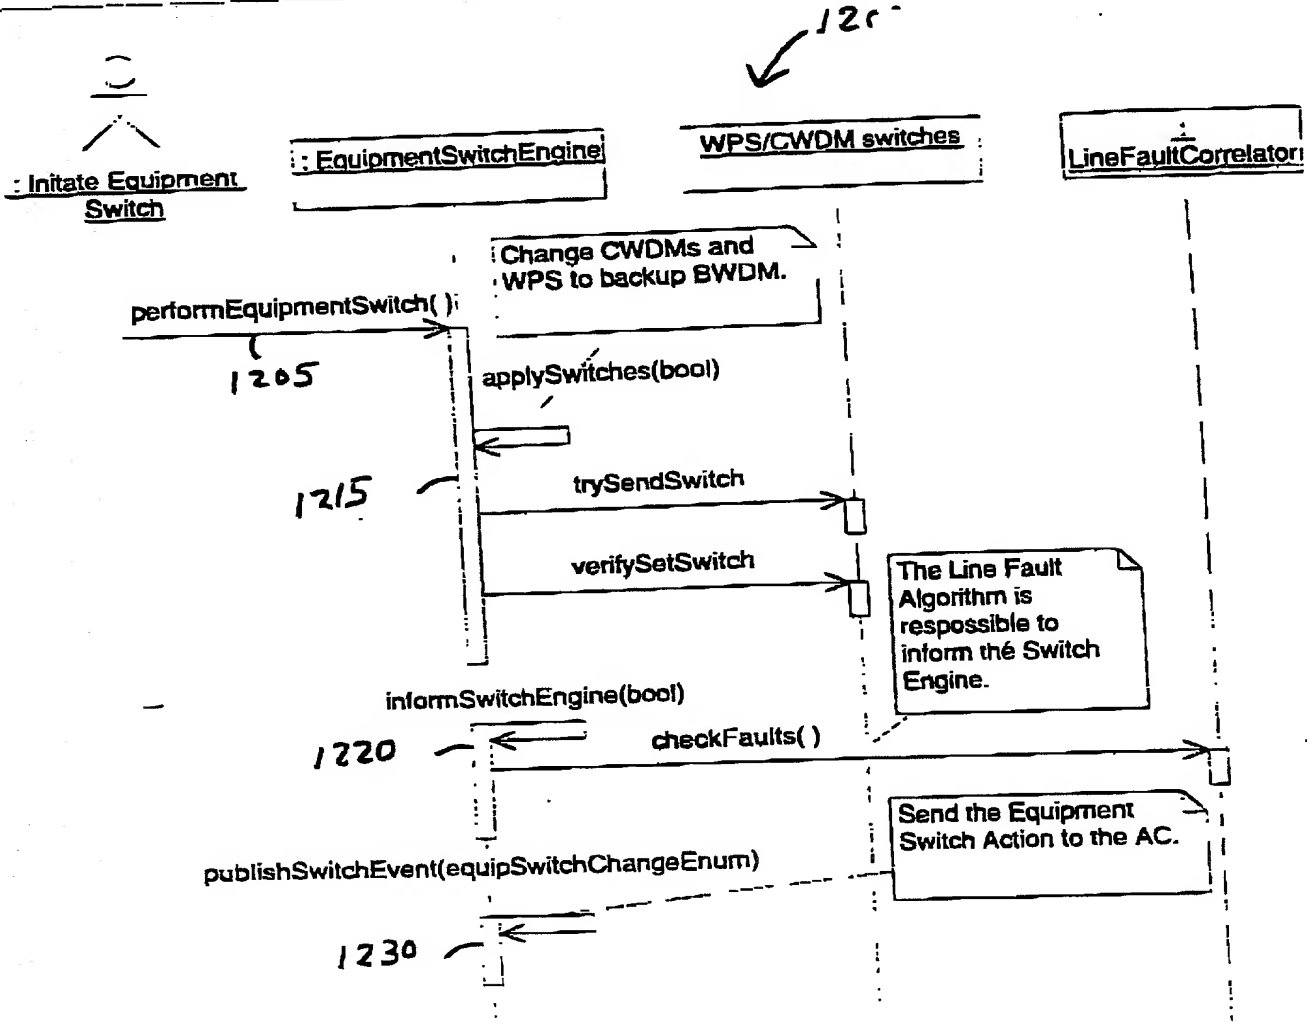 : EquipmentSwitchEngine
WPS/CWDM switches
:
LineFaultCorrelator
: Initate Equipment
Switch
Change CWDMs and
WPS to backup BWDM.
performEquipmentSwitch( )
1205
applySwitches(bool)
1215
trySendSwitch
verifySetSwitch
The Line Fault
Algorithm is
respossible to
inform the Switch
Engine.
informSwitchEngine(bool)
1220
checkFaults( )
Send the Equipment
Switch Action to the AC.
publishSwitchEvent(equipSwitchChangeEnum)
1230